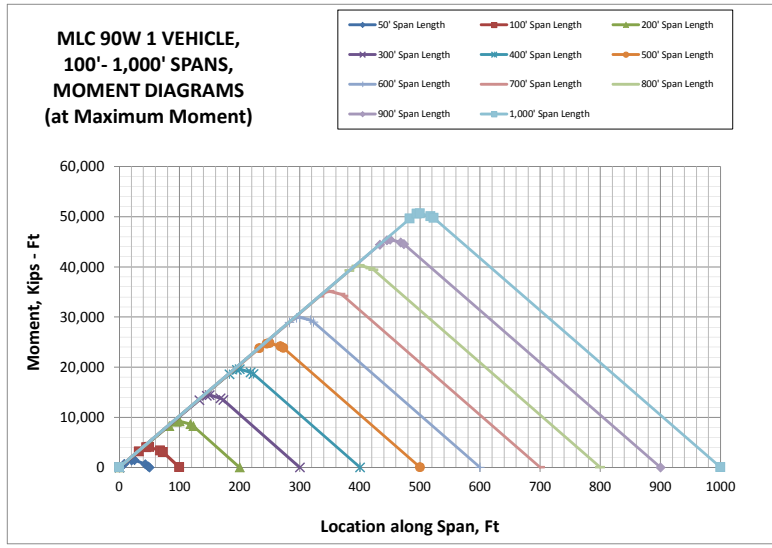 MLC 90W 1 VEHICLE,
100'- 1,000' SPANS,
MOMENT DIAGRAMS
(at Maximum Moment)
50' Span Length
100' Span Length
200' Span Length
300' Span Length
400' Span Length
500' Span Length
600' Span Length
700' Span Length
800' Span Length
900' Span Length
1,000' Span Length
Moment, Kips - Ft
60,000
50,000
40,000
30,000
20,000
10,000
0
0 100 200 300 400 500 600 700 800 900 1000
Location along Span, Ft